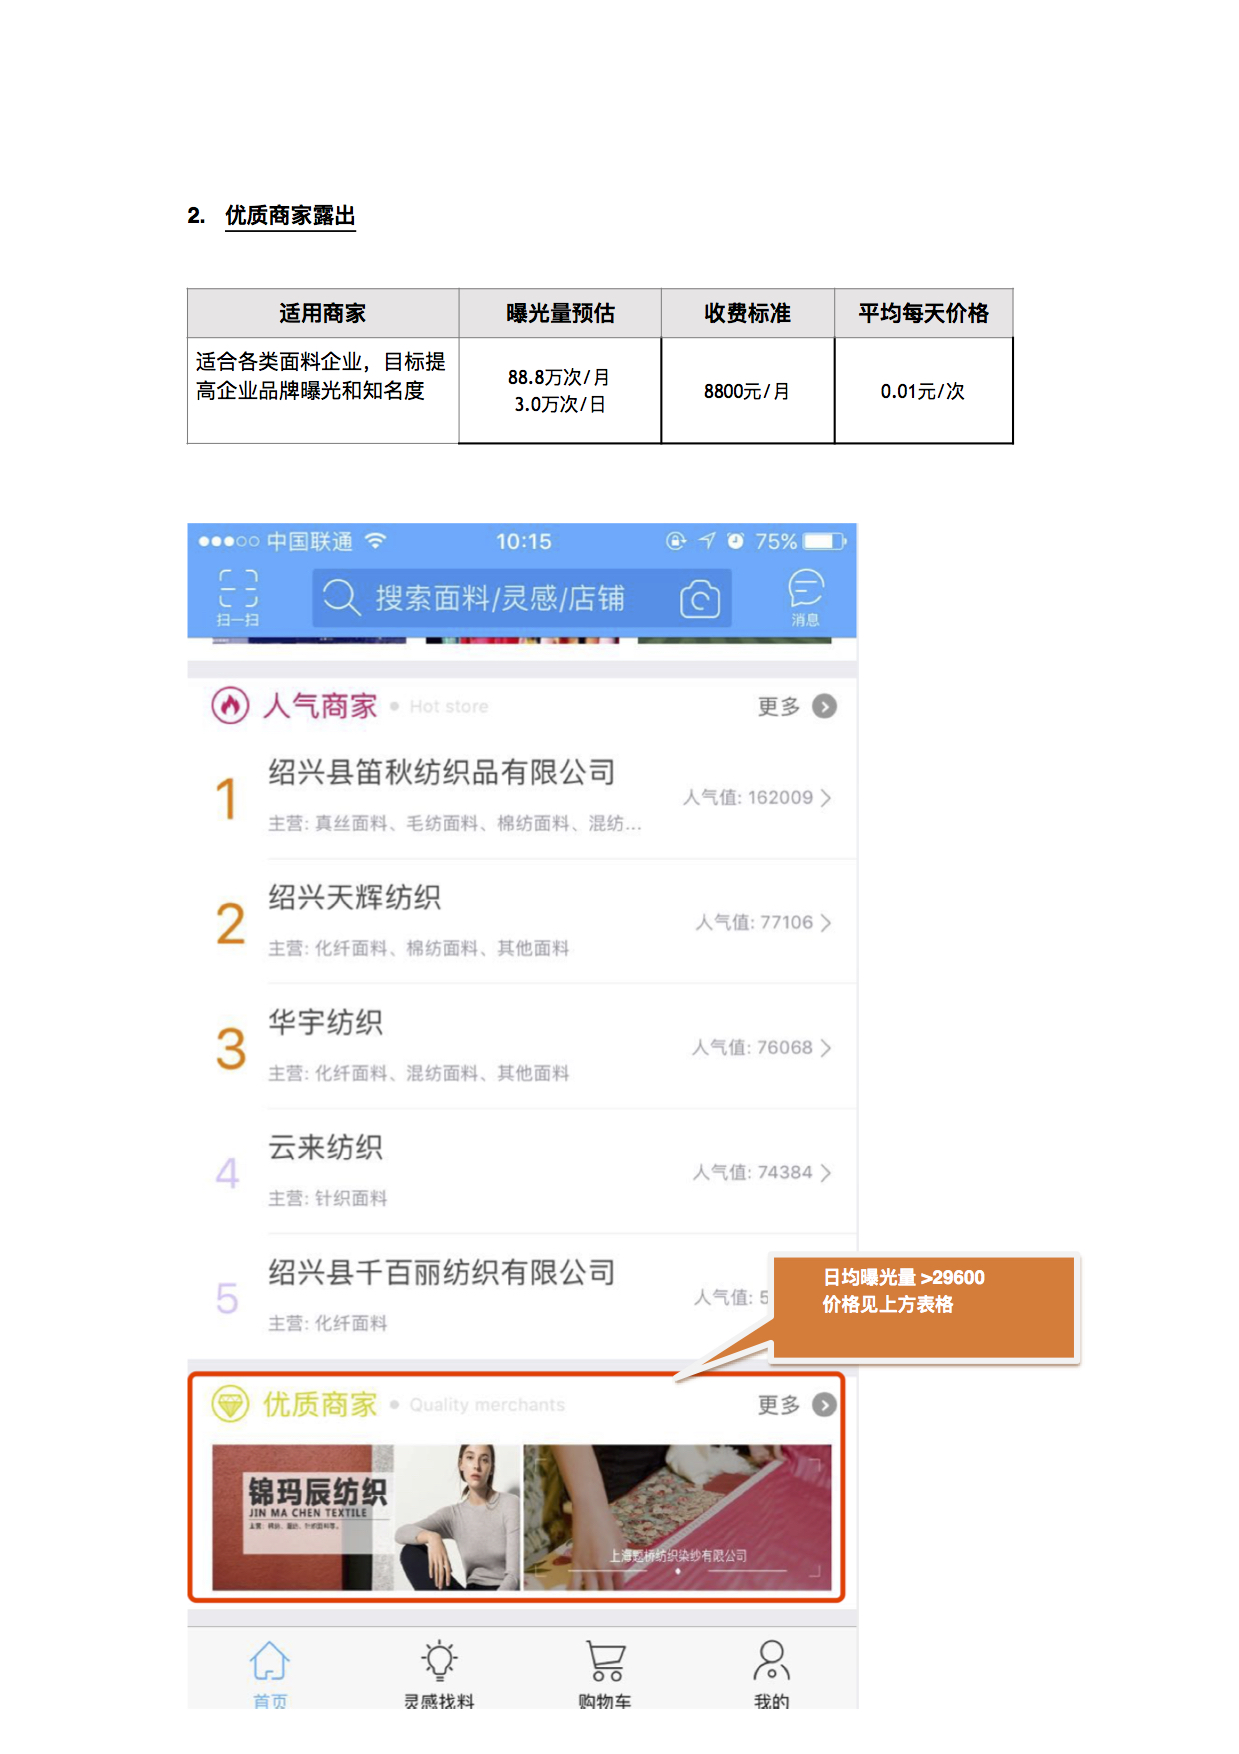 2. 优质商家露出
适用商家 曝光量预估 收费标准 平均每天价格
适合各类面料企业，目标提
高企业品牌曝光和知名度
88.8万次/月
3.0万次/日
8800元/月
0.01元/次
中国联通 10:15 75%
扫一扫
搜索面料/灵感/店铺
消息
人气商家 • Hot store 更多
1
绍兴县笛秋纺织品有限公司
主营: 真丝面料、毛纺面料、棉纺面料、混纺...
人气值: 162009
2
绍兴天辉纺织
主营: 化纤面料、棉纺面料、其他面料
人气值: 77106
3
华宇纺织
主营: 化纤面料、混纺面料、其他面料
人气值: 76068
4
云来纺织
主营: 针织面料
人气值: 74384
5
绍兴县千百丽纺织有限公司
主营: 化纤面料
人气值: 5
日均曝光量 >29600
价格见上方表格
优质商家 • Quality merchants 更多
锦玛辰纺织
JIN MA CHEN TEXTILE
上海题桥纺织染纱有限公司
首页 灵感找料 购物车 我的